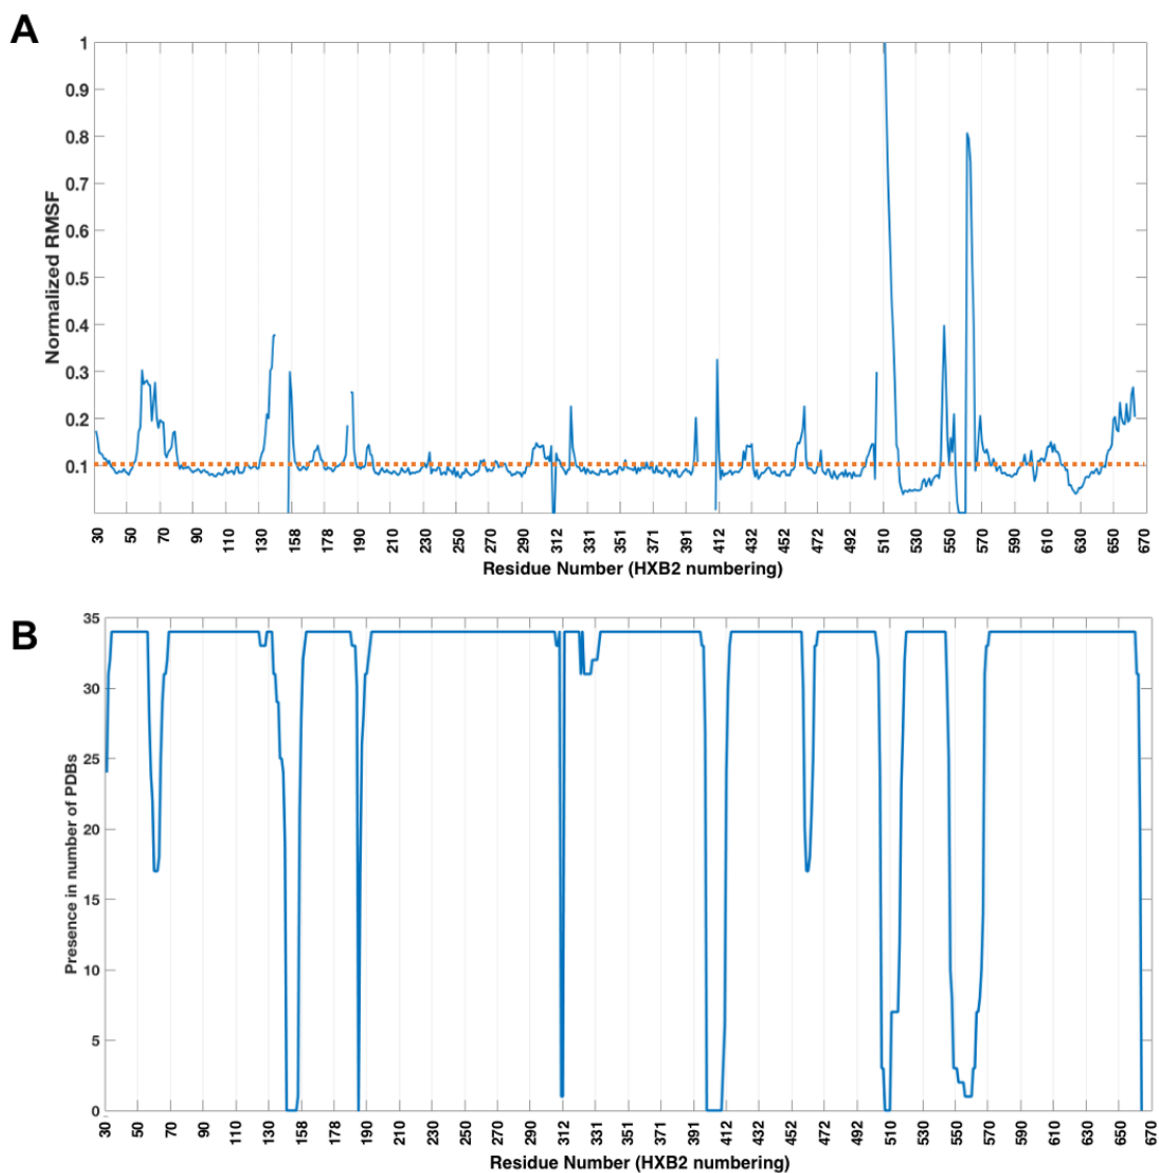 A
Normalized RMSF
1
0.9
0.8
0.7
0.6
0.5
0.4
0.3
0.2
0.1
30 50 70 90 110 130 158 178 190 210 230 250 270 290 312 331 351 371 391 412 432 452 472 492 510 530 550 570 590 610 630 650 670
Residue Number (HXB2 numbering)
B
Presence in number of PDBs
35
30
25
20
15
10
5
0
30 50 70 90 110 130 158 178 190 210 230 250 270 290 312 331 351 371 391 412 432 452 472 492 510 530 550 570 590 610 630 650 670
Residue Number (HXB2 numbering)